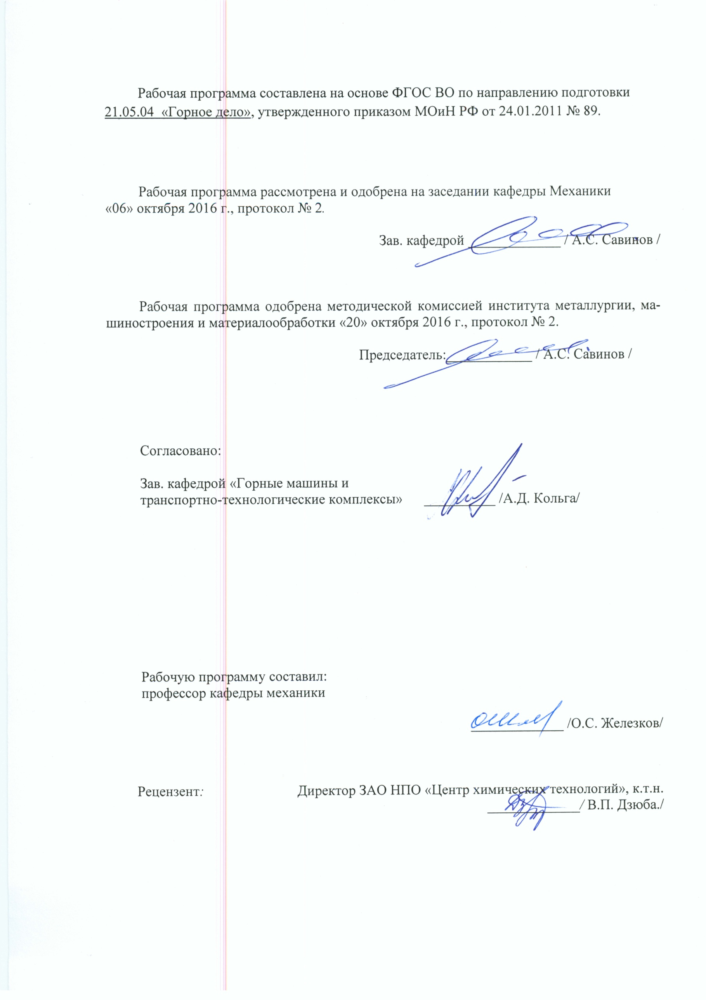 Рабочая программа составлена на основе ФГОС ВО по направлению подготовки
21.05.04 «Горное дело», утвержденного приказом МОиН РФ от 24.01.2011 № 89.
Рабочая программа рассмотрена и одобрена на заседании кафедры Механики
«06» октября 2016 г., протокол № 2.
Зав. кафедрой ____________ / А.С. Савинов /
Рабочая программа одобрена методической комиссией института металлургии, ма-
шиностроения и материалообработки «20» октября 2016 г., протокол № 2.
Председатель:____________ / А.С. Савинов /
Согласовано:
Зав. кафедрой «Горные машины и
транспортно-технологические комплексы» __________ /А.Д. Кольга/
Рабочую программу составил:
профессор кафедры механики
_____________ /О.С. Железков/
Рецензент: Директор ЗАО НПО «Центр химических технологий», к.т.н.
_____________/ В.П. Дзюба./